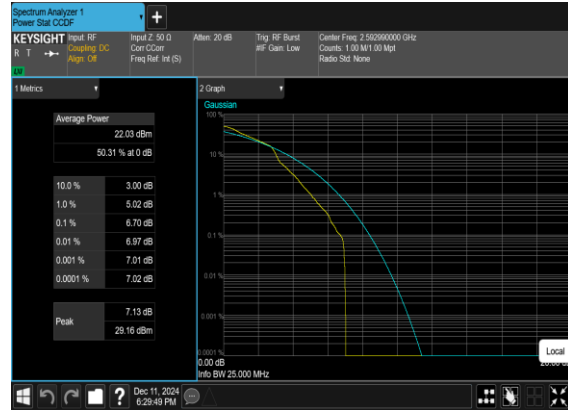 Spectrum Analyzer 1
Power Stat CCDF
KEYSIGHT
R T
LXI
Input: RF
Coupling: DC
Align: Off
Input Z: 50 Ω
Corr CCorr
Freq Ref: Int (S)
Atten: 20 dB
Trig: RF Burst
#IF Gain: Low
Center Freq: 2.592990000 GHz
Counts: 1.00 M/1.00 Mpt
Radio Std: None
1 Metrics
Average Power
22.03 dBm
50.31 % at 0 dB
10.0 % 3.00 dB
1.0 % 5.02 dB
0.1 % 6.70 dB
0.01 % 6.97 dB
0.001 % 7.01 dB
0.0001 % 7.02 dB
Peak
7.13 dB
29.16 dBm
2 Graph
Gaussian
100 %
10 %
1 %
0.1 %
0.01 %
0.001 %
0.0001 %
0.00 dB
Info BW 25.000 MHz
Local
Dec 11, 2024
6:29:49 PM